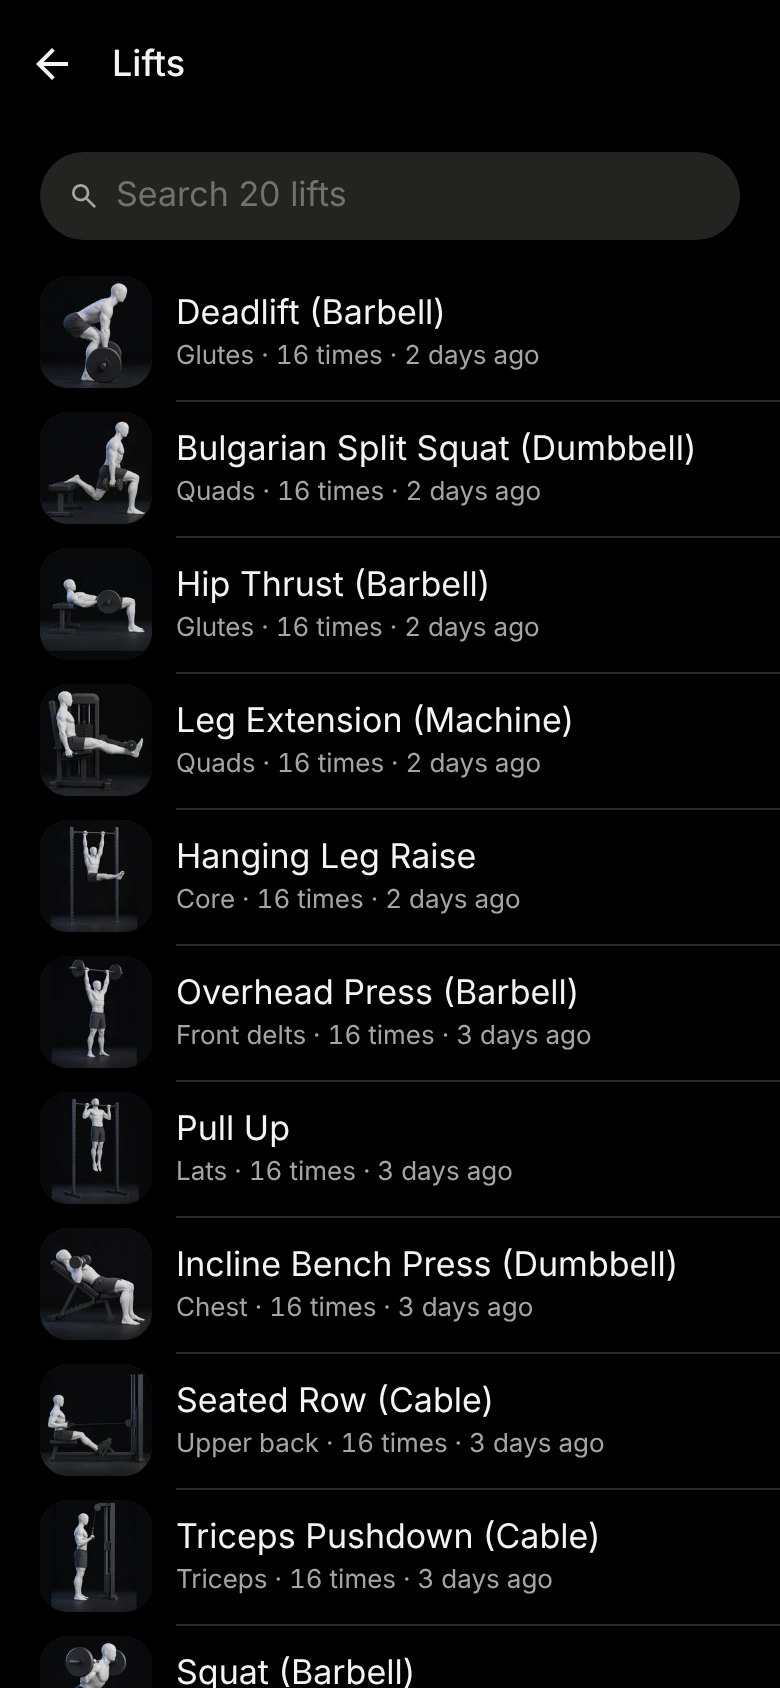 Lifts
Search 20 lifts
Deadlift (Barbell)
Glutes · 16 times · 2 days ago
Bulgarian Split Squat (Dumbbell)
Quads · 16 times · 2 days ago
Hip Thrust (Barbell)
Glutes · 16 times · 2 days ago
Leg Extension (Machine)
Quads · 16 times · 2 days ago
Hanging Leg Raise
Core · 16 times · 2 days ago
Overhead Press (Barbell)
Front delts · 16 times · 3 days ago
Pull Up
Lats · 16 times · 3 days ago
Incline Bench Press (Dumbbell)
Chest · 16 times · 3 days ago
Seated Row (Cable)
Upper back · 16 times · 3 days ago
Triceps Pushdown (Cable)
Triceps · 16 times · 3 days ago
Squat (Barbell)